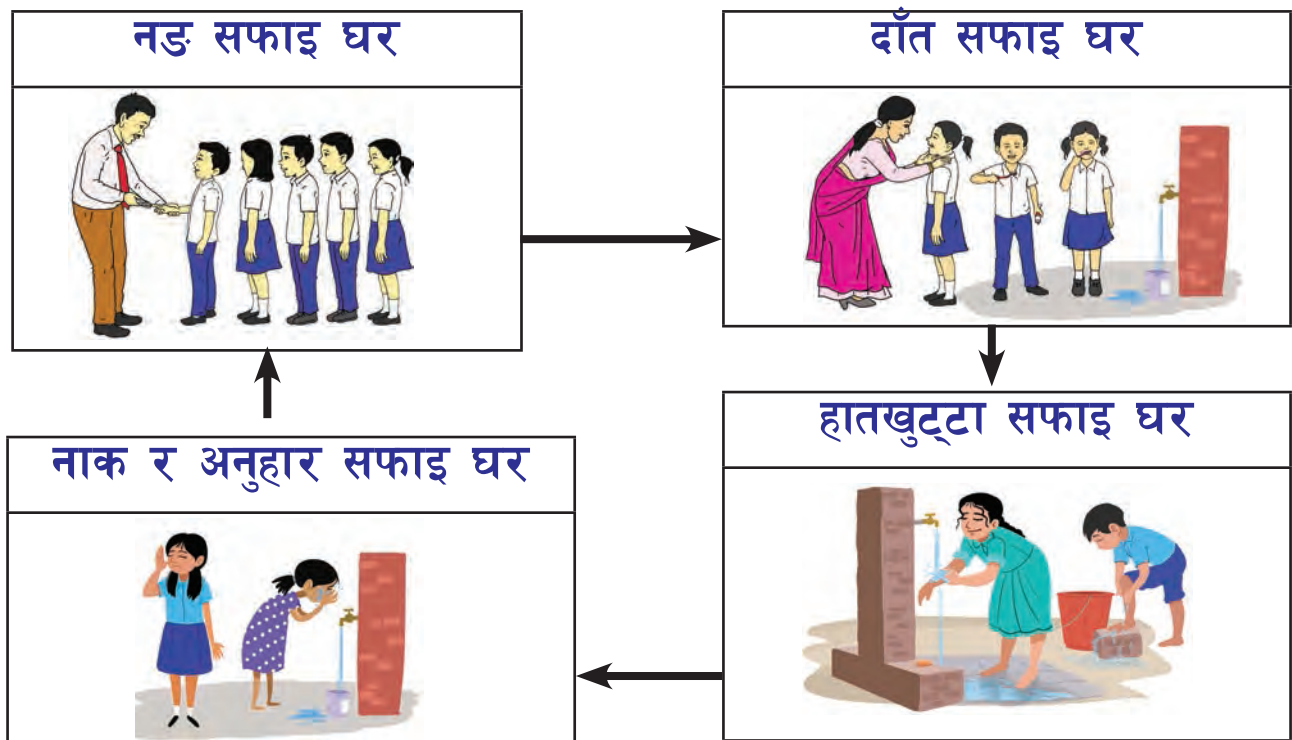 नङ सफाइ घर
दाँत सफाइ घर
हातखुट्टा सफाइ घर
नाक र अनुहार सफाइ घर